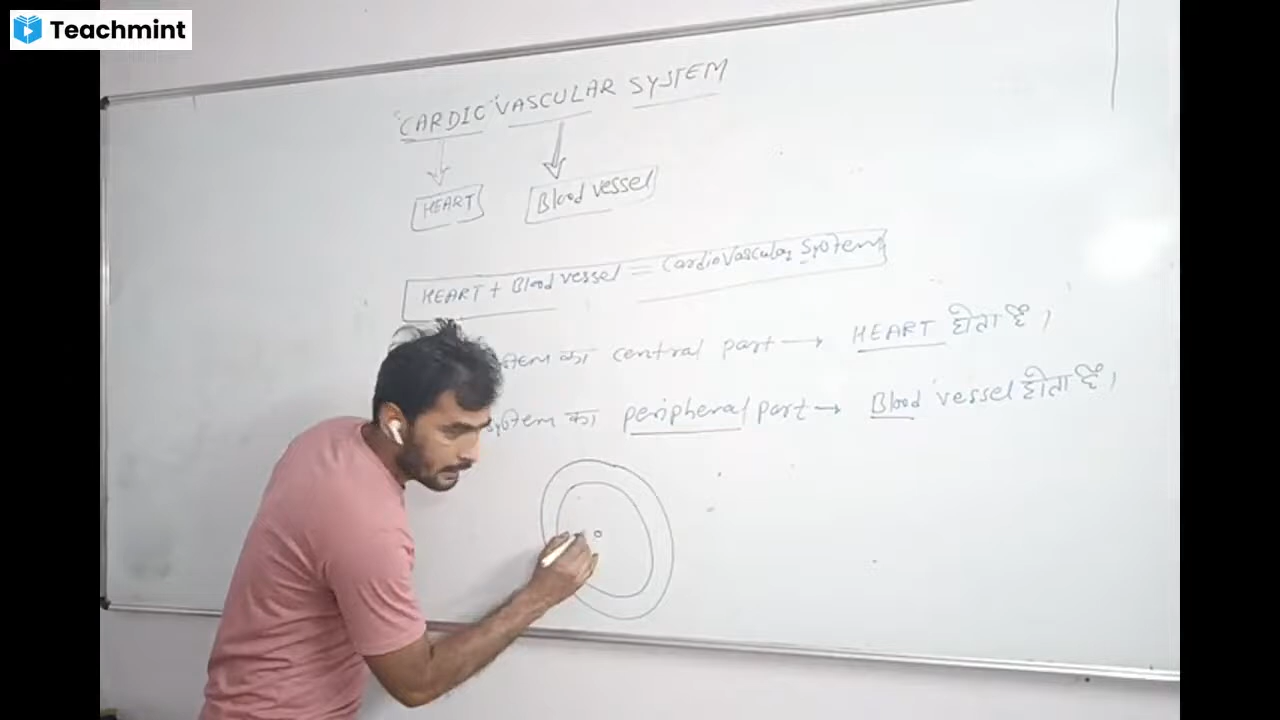 Teachmint
"CARDIO" VASCULAR SYSTEM
HEART
Blood vessel
HEART + Blood vessel = Cardiovascular System
का central part → HEART होता है।
का peripheral part → Blood vessel होता है।